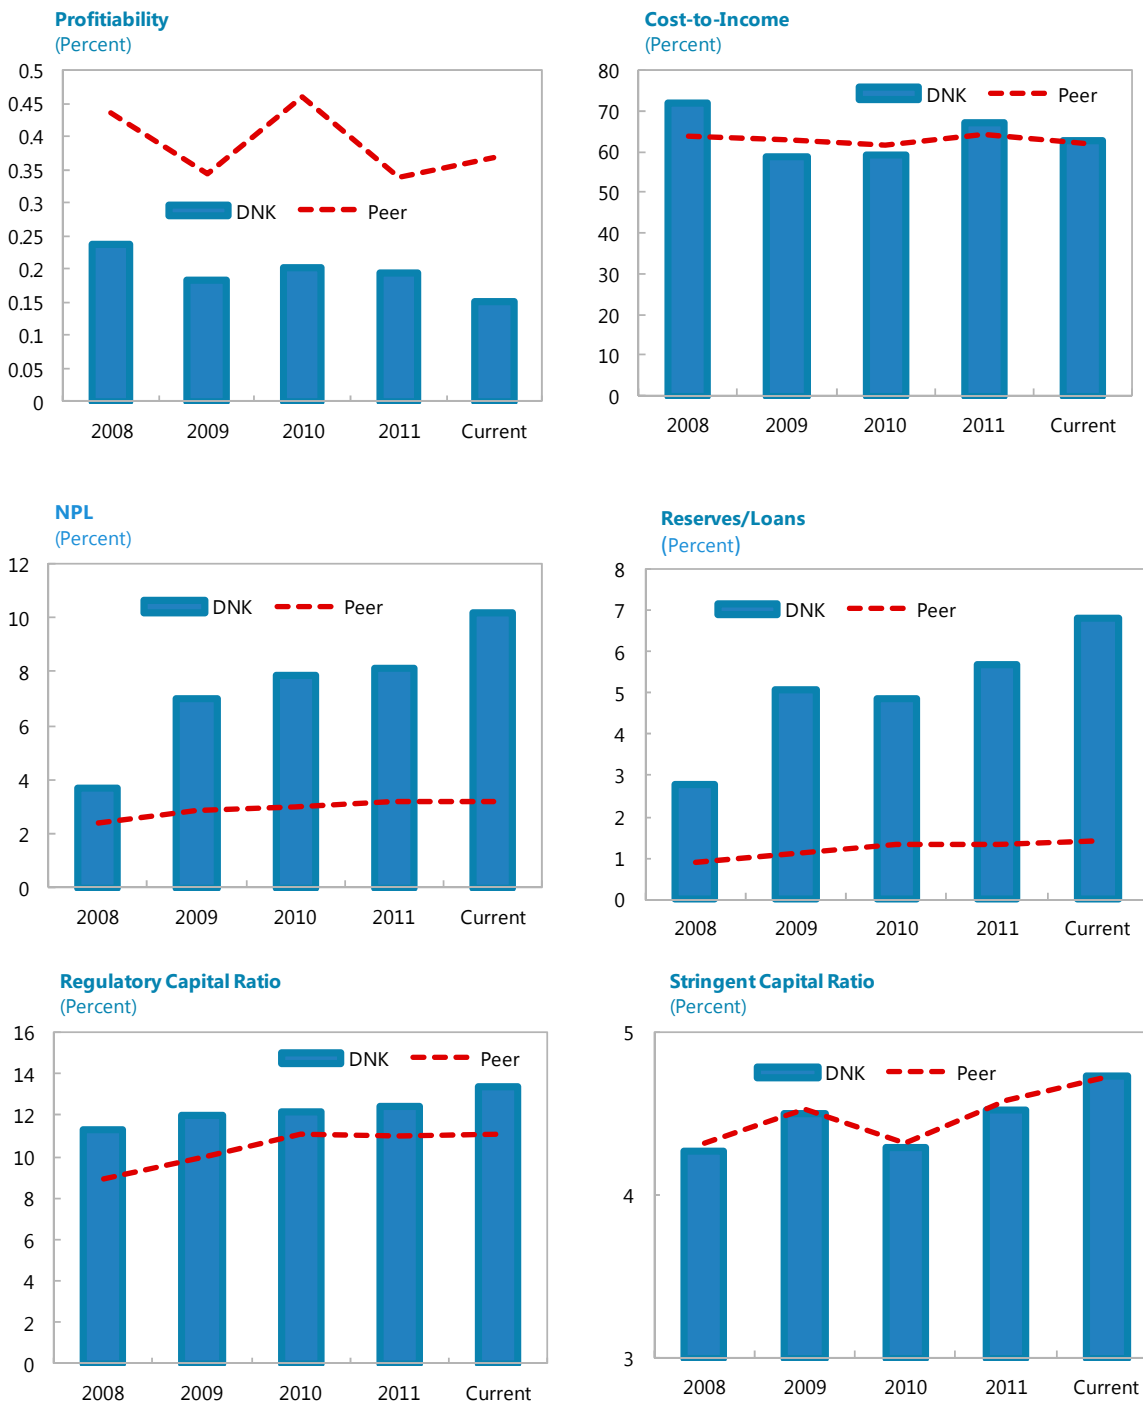 Profitiability
(Percent)
0.5
0.45
0.4
0.35
0.3
0.25
0.2
0.15
0.1
0.05
0
DNK Peer
2008 2009 2010 2011 Current
Cost-to-Income
(Percent)
80
70
60
50
40
30
20
10
0
DNK Peer
2008 2009 2010 2011 Current
NPL
(Percent)
12
10
8
6
4
2
0
DNK Peer
2008 2009 2010 2011 Current
Reserves/Loans
(Percent)
8
7
6
5
4
3
2
1
0
DNK Peer
2008 2009 2010 2011 Current
Regulatory Capital Ratio
(Percent)
16
14
12
10
8
6
4
2
0
DNK Peer
2008 2009 2010 2011 Current
Stringent Capital Ratio
(Percent)
5
4
3
DNK Peer
2008 2009 2010 2011 Current